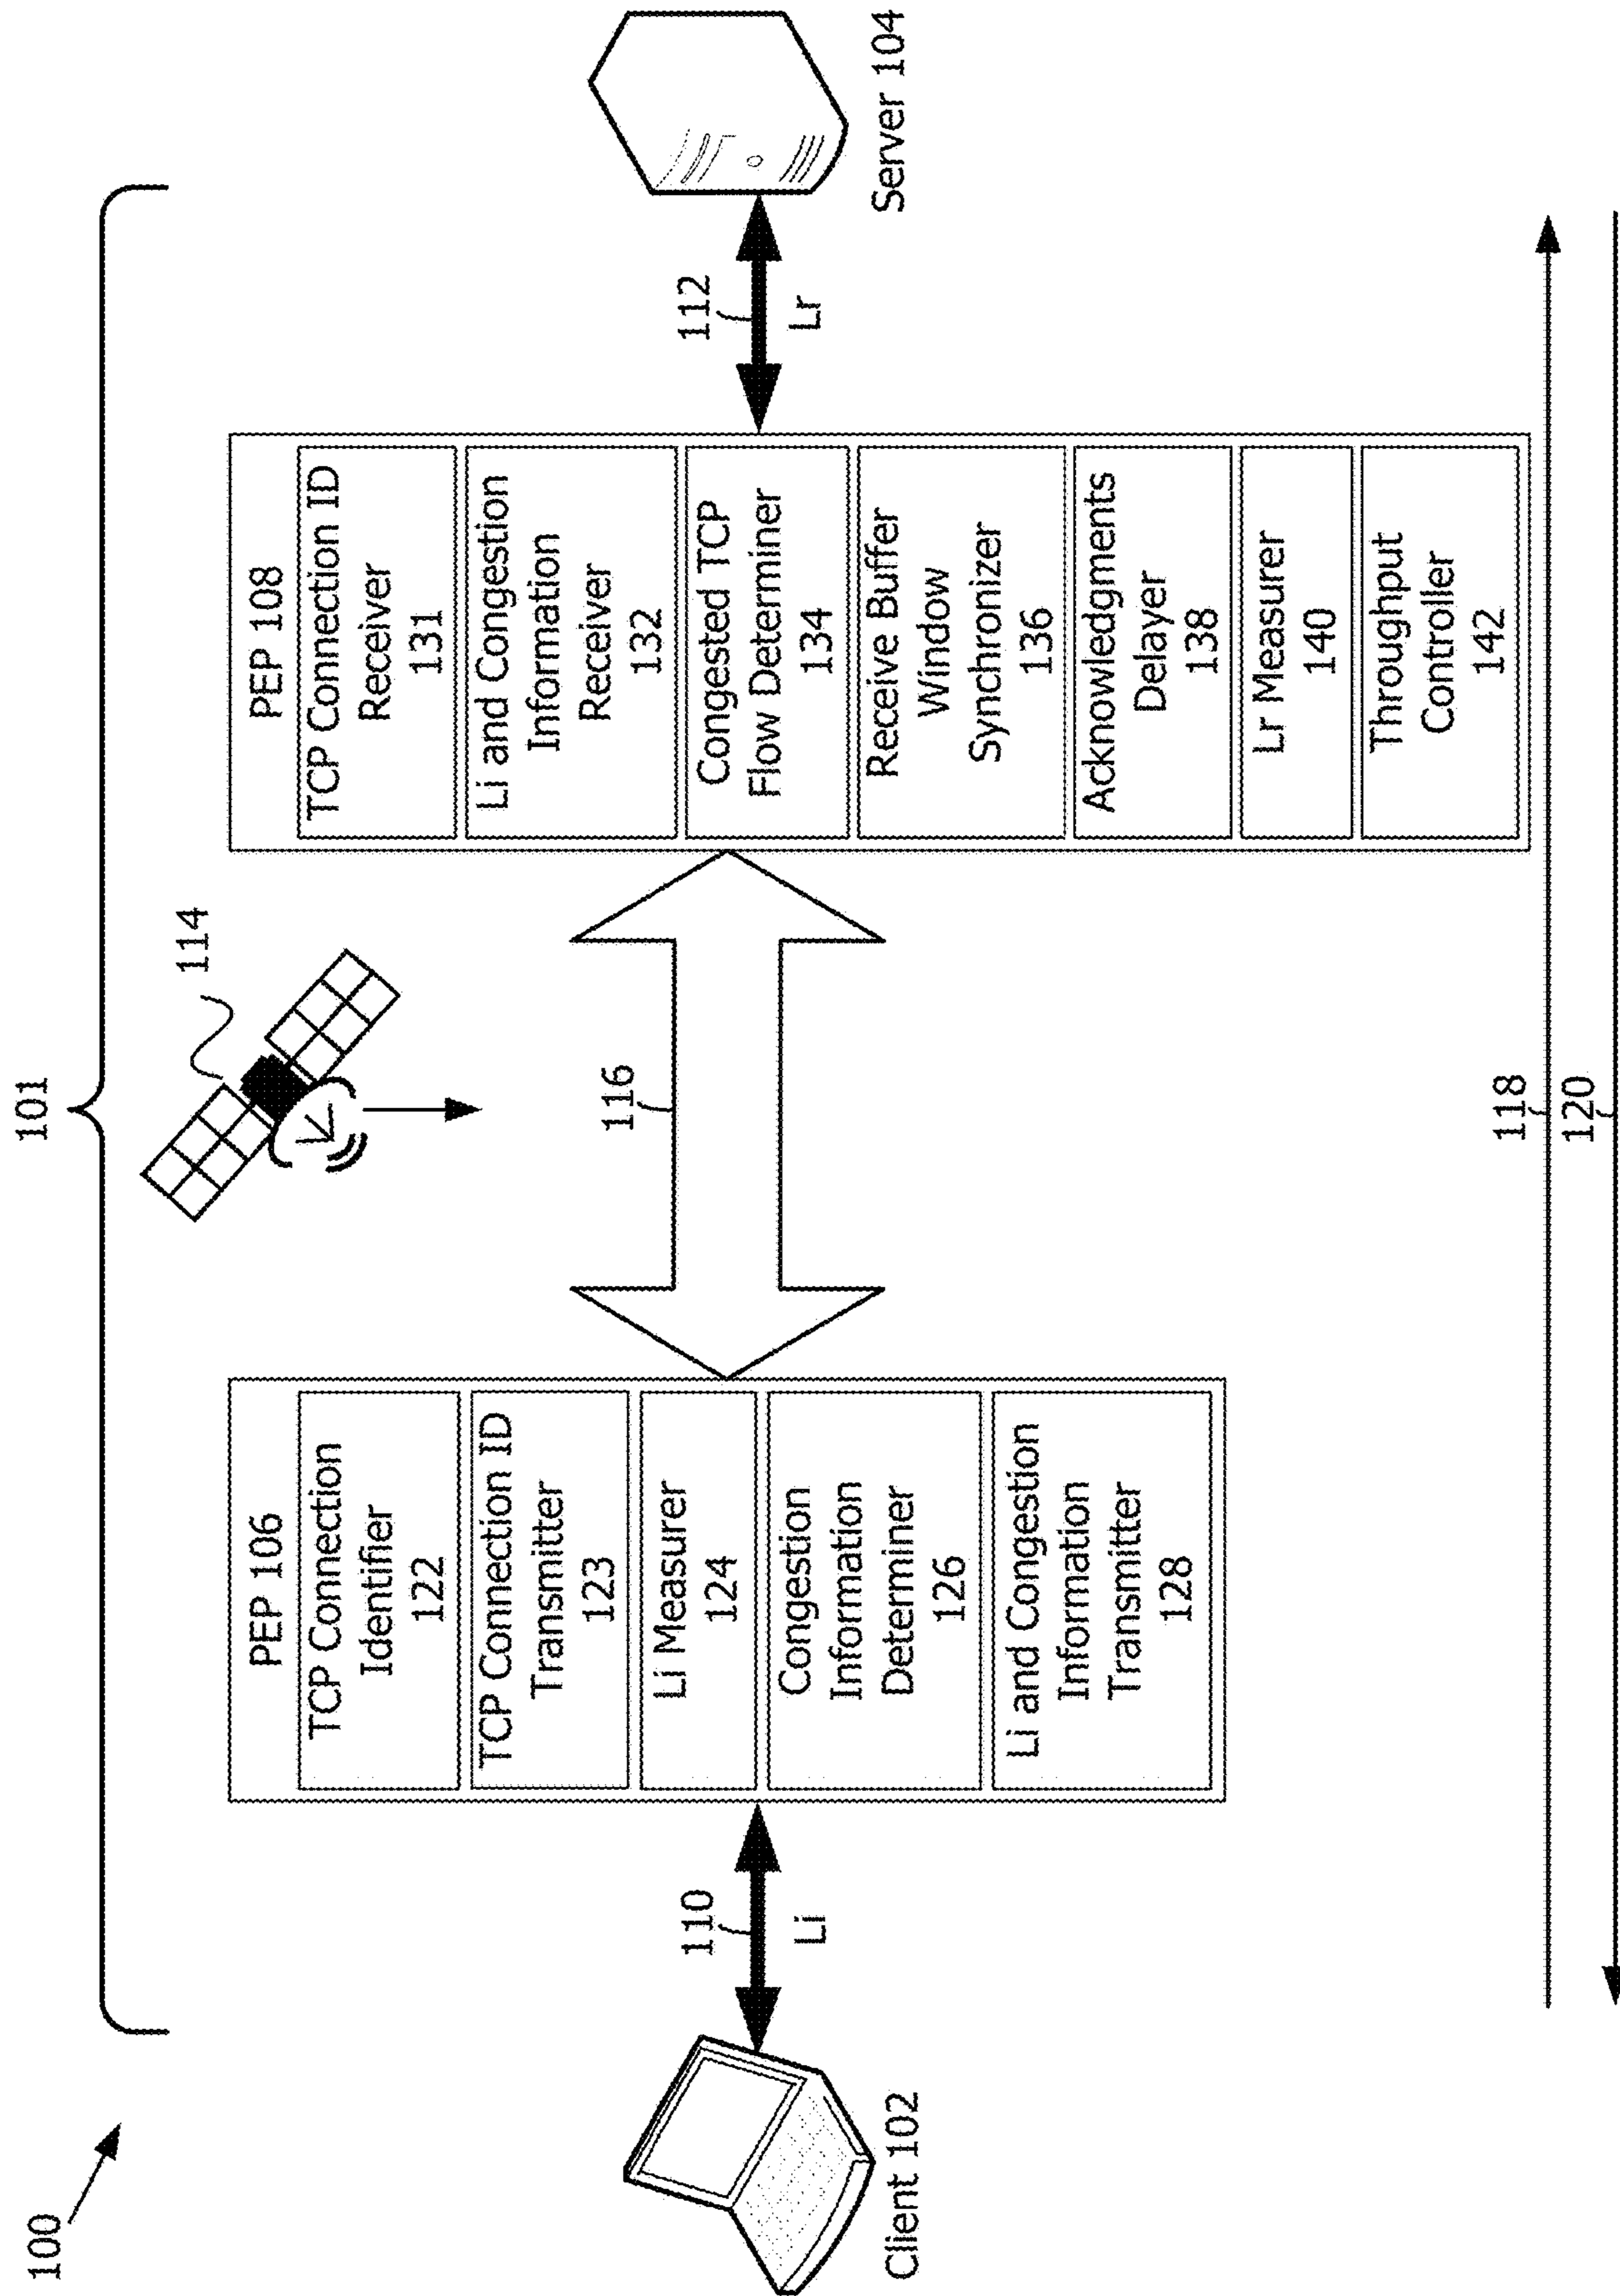 100
101
114
PEP 106
TCP Connection
Identifier
122
TCP Connection ID
Transmitter
123
Li Measurer
124
Congestion
Information
Determiner
126
Li and Congestion
Information
Transmitter
128
PEP 108
TCP Connection ID
Receiver
131
Li and Congestion
Information
Receiver
132
Congested TCP
Flow Determiner
134
Receive Buffer
Window
Synchronizer
136
Acknowledgments
Delayer
138
Lr Measurer
140
Throughput
Controller
142
110
Li
116
112
Lr
Client 102
Server 104
118
120